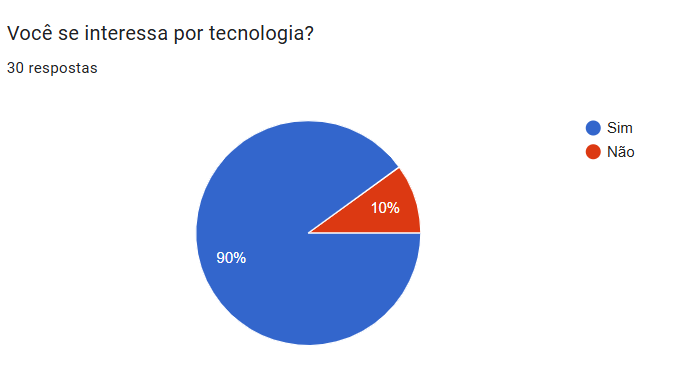 Você se interessa por tecnologia?
30 respostas
Sim
Não
10%
90%